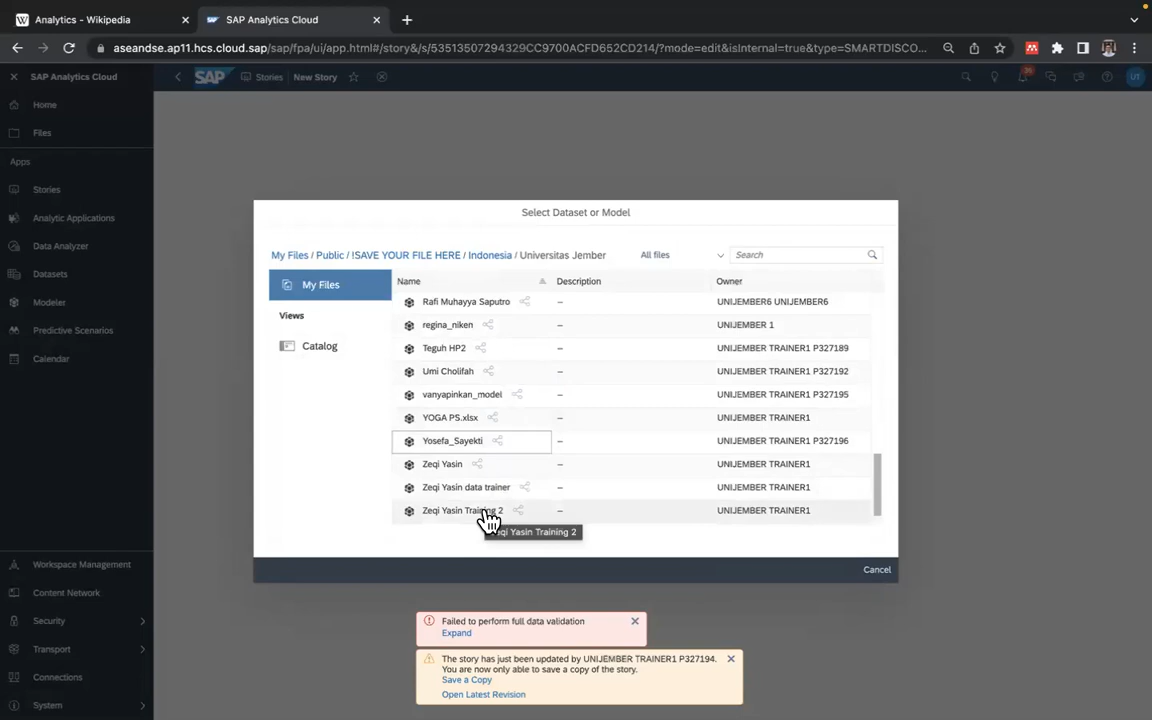 Analytics - Wikipedia
SAP Analytics Cloud
aseandse.ap11.hcs.cloud.sap/sap/fpa/ui/app.html#/story&/s/53513507294329CC9700ACFD652CD214/?mode=edit&isInternal=true&type=SMARTDISCO...
SAP Analytics Cloud
SAP Stories New Story
26
UT
Home
Files
Apps
Stories
Analytic Applications
Data Analyzer
Datasets
Modeler
Predictive Scenarios
Calendar
Workspace Management
Content Network
Security
Transport
Connections
System
Select Dataset or Model
My Files / Public / !SAVE YOUR FILE HERE / Indonesia / Universitas Jember
All files
Search
My Files
Views
Catalog
Name Description Owner
Rafi Muhayya Saputro – UNIJEMBER6 UNIJEMBER6
regina_niken – UNIJEMBER 1
Teguh HP2 – UNIJEMBER TRAINER1 P327189
Umi Cholifah – UNIJEMBER TRAINER1 P327192
vanyapinkan_model – UNIJEMBER TRAINER1 P327195
YOGA PS.xlsx – UNIJEMBER TRAINER1
Yosefa_Sayekti – UNIJEMBER TRAINER1 P327196
Zeqi Yasin – UNIJEMBER TRAINER1
Zeqi Yasin data trainer – UNIJEMBER TRAINER1
Zeqi Yasin Training 2 – UNIJEMBER TRAINER1
Yasin Training 2
Cancel
Failed to perform full data validation
Expand
The story has just been updated by UNIJEMBER TRAINER1 P327194.
You are now only able to save a copy of the story.
Save a Copy
Open Latest Revision